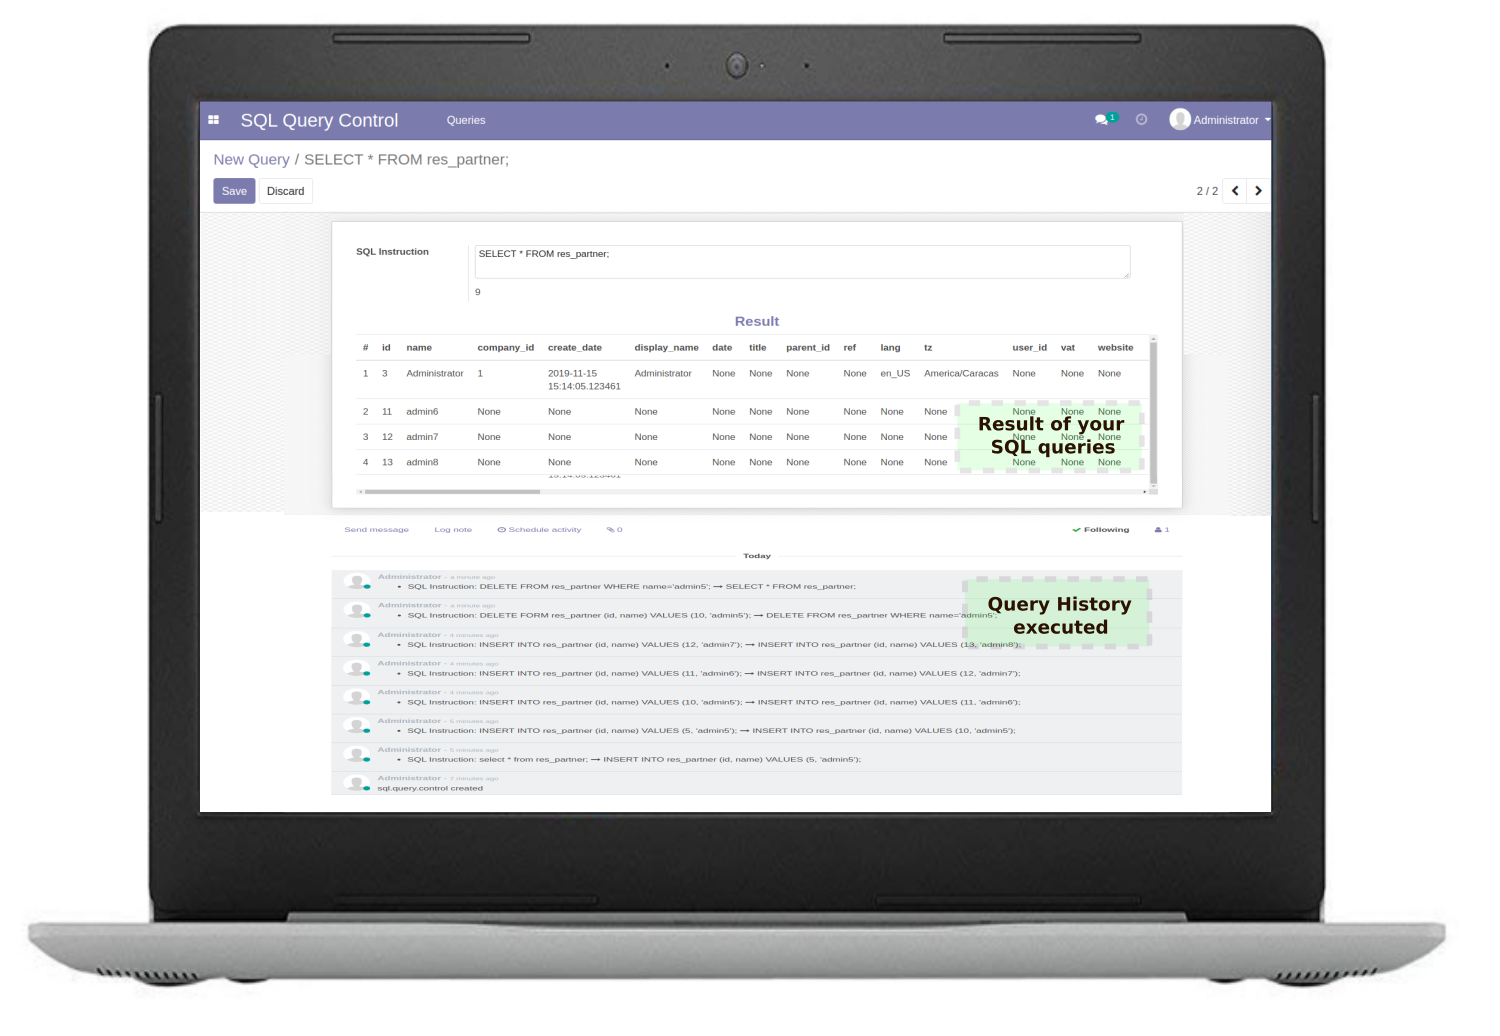 SQL Query Control Queries 1 Administrator
New Query / SELECT * FROM res_partner;
Save Discard 2 / 2
SQL Instruction SELECT * FROM res_partner;
9
Result
# id name company_id create_date display_name date title parent_id ref lang tz user_id vat website
1 3 Administrator 1 2019-11-15 15:14:05.123461 Administrator None None None None en_US America/Caracas None None None
2 11 admin6 None None None None None None None None None None None None
3 12 admin7 None None None None None None None None None None None None
4 13 admin8 None None None None None None None None None None None None
Result of your
SQL queries
Send message Log note Schedule activity 0 Following 1
Today
Administrator - a minute ago
• SQL Instruction: DELETE FROM res_partner WHERE name='admin5'; → SELECT * FROM res_partner;
Administrator - a minute ago
• SQL Instruction: DELETE FORM res_partner (id, name) VALUES (10, 'admin5'); → DELETE FROM res_partner WHERE name='admin5';
Query History
executed
Administrator - 4 minutes ago
• SQL Instruction: INSERT INTO res_partner (id, name) VALUES (12, 'admin7'); → INSERT INTO res_partner (id, name) VALUES (13, 'admin8');
Administrator - 4 minutes ago
• SQL Instruction: INSERT INTO res_partner (id, name) VALUES (11, 'admin6'); → INSERT INTO res_partner (id, name) VALUES (12, 'admin7');
Administrator - 4 minutes ago
• SQL Instruction: INSERT INTO res_partner (id, name) VALUES (10, 'admin5'); → INSERT INTO res_partner (id, name) VALUES (11, 'admin6');
Administrator - 5 minutes ago
• SQL Instruction: INSERT INTO res_partner (id, name) VALUES (5, 'admin5'); → INSERT INTO res_partner (id, name) VALUES (10, 'admin5');
Administrator - 5 minutes ago
• SQL Instruction: select * from res_partner; → INSERT INTO res_partner (id, name) VALUES (5, 'admin5');
Administrator - 7 minutes ago
sql.query.control created